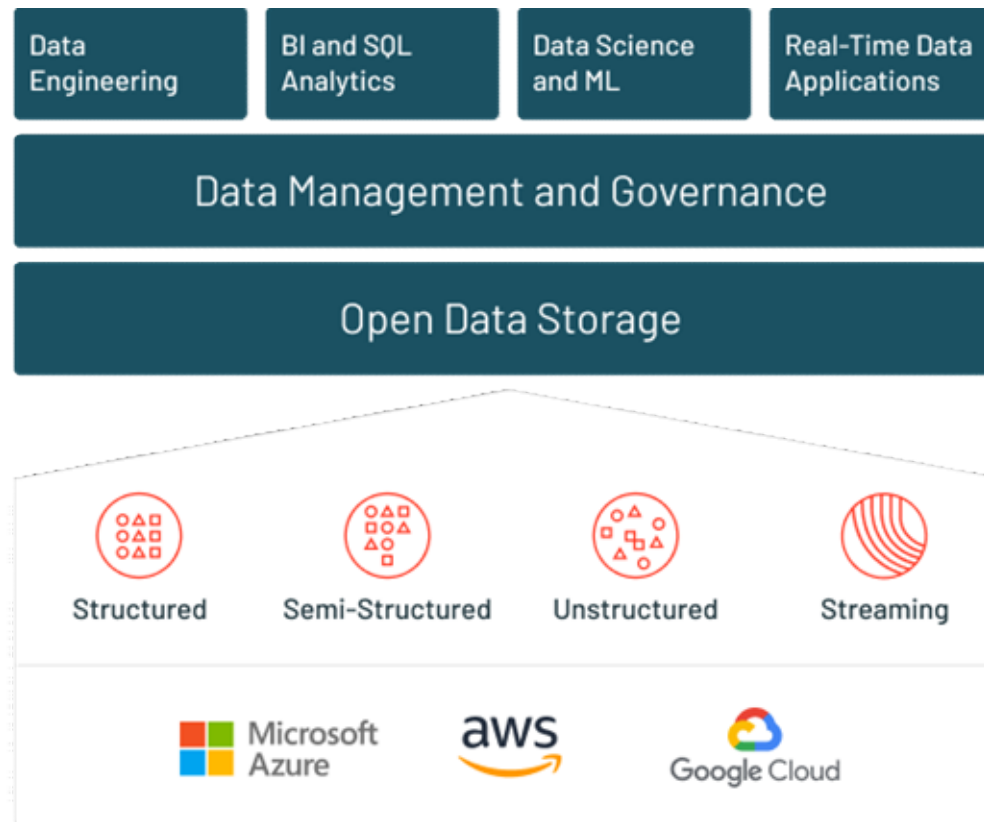 Data
Engineering
BI and SQL
Analytics
Data Science
and ML
Real-Time Data
Applications
Data Management and Governance
Open Data Storage
Structured
Semi-Structured
Unstructured
Streaming
Microsoft
Azure
aws
Google Cloud